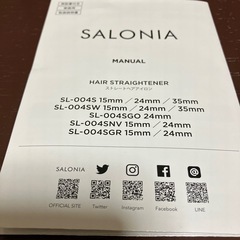 SALONIA
MANUAL
HAIR STRAIGHTENER
ストレートヘアアイロン
SL-004S 15mm / 24mm / 35mm
SL-004SW 15mm / 24mm / 35mm
SL-004SGO 24mm
SL-004SNV 15mm / 24mm
SL-004SGR 15mm / 24mm
SALONIA
OFFICIAL SITE
Twitter
Instagram
Facebook
LINE